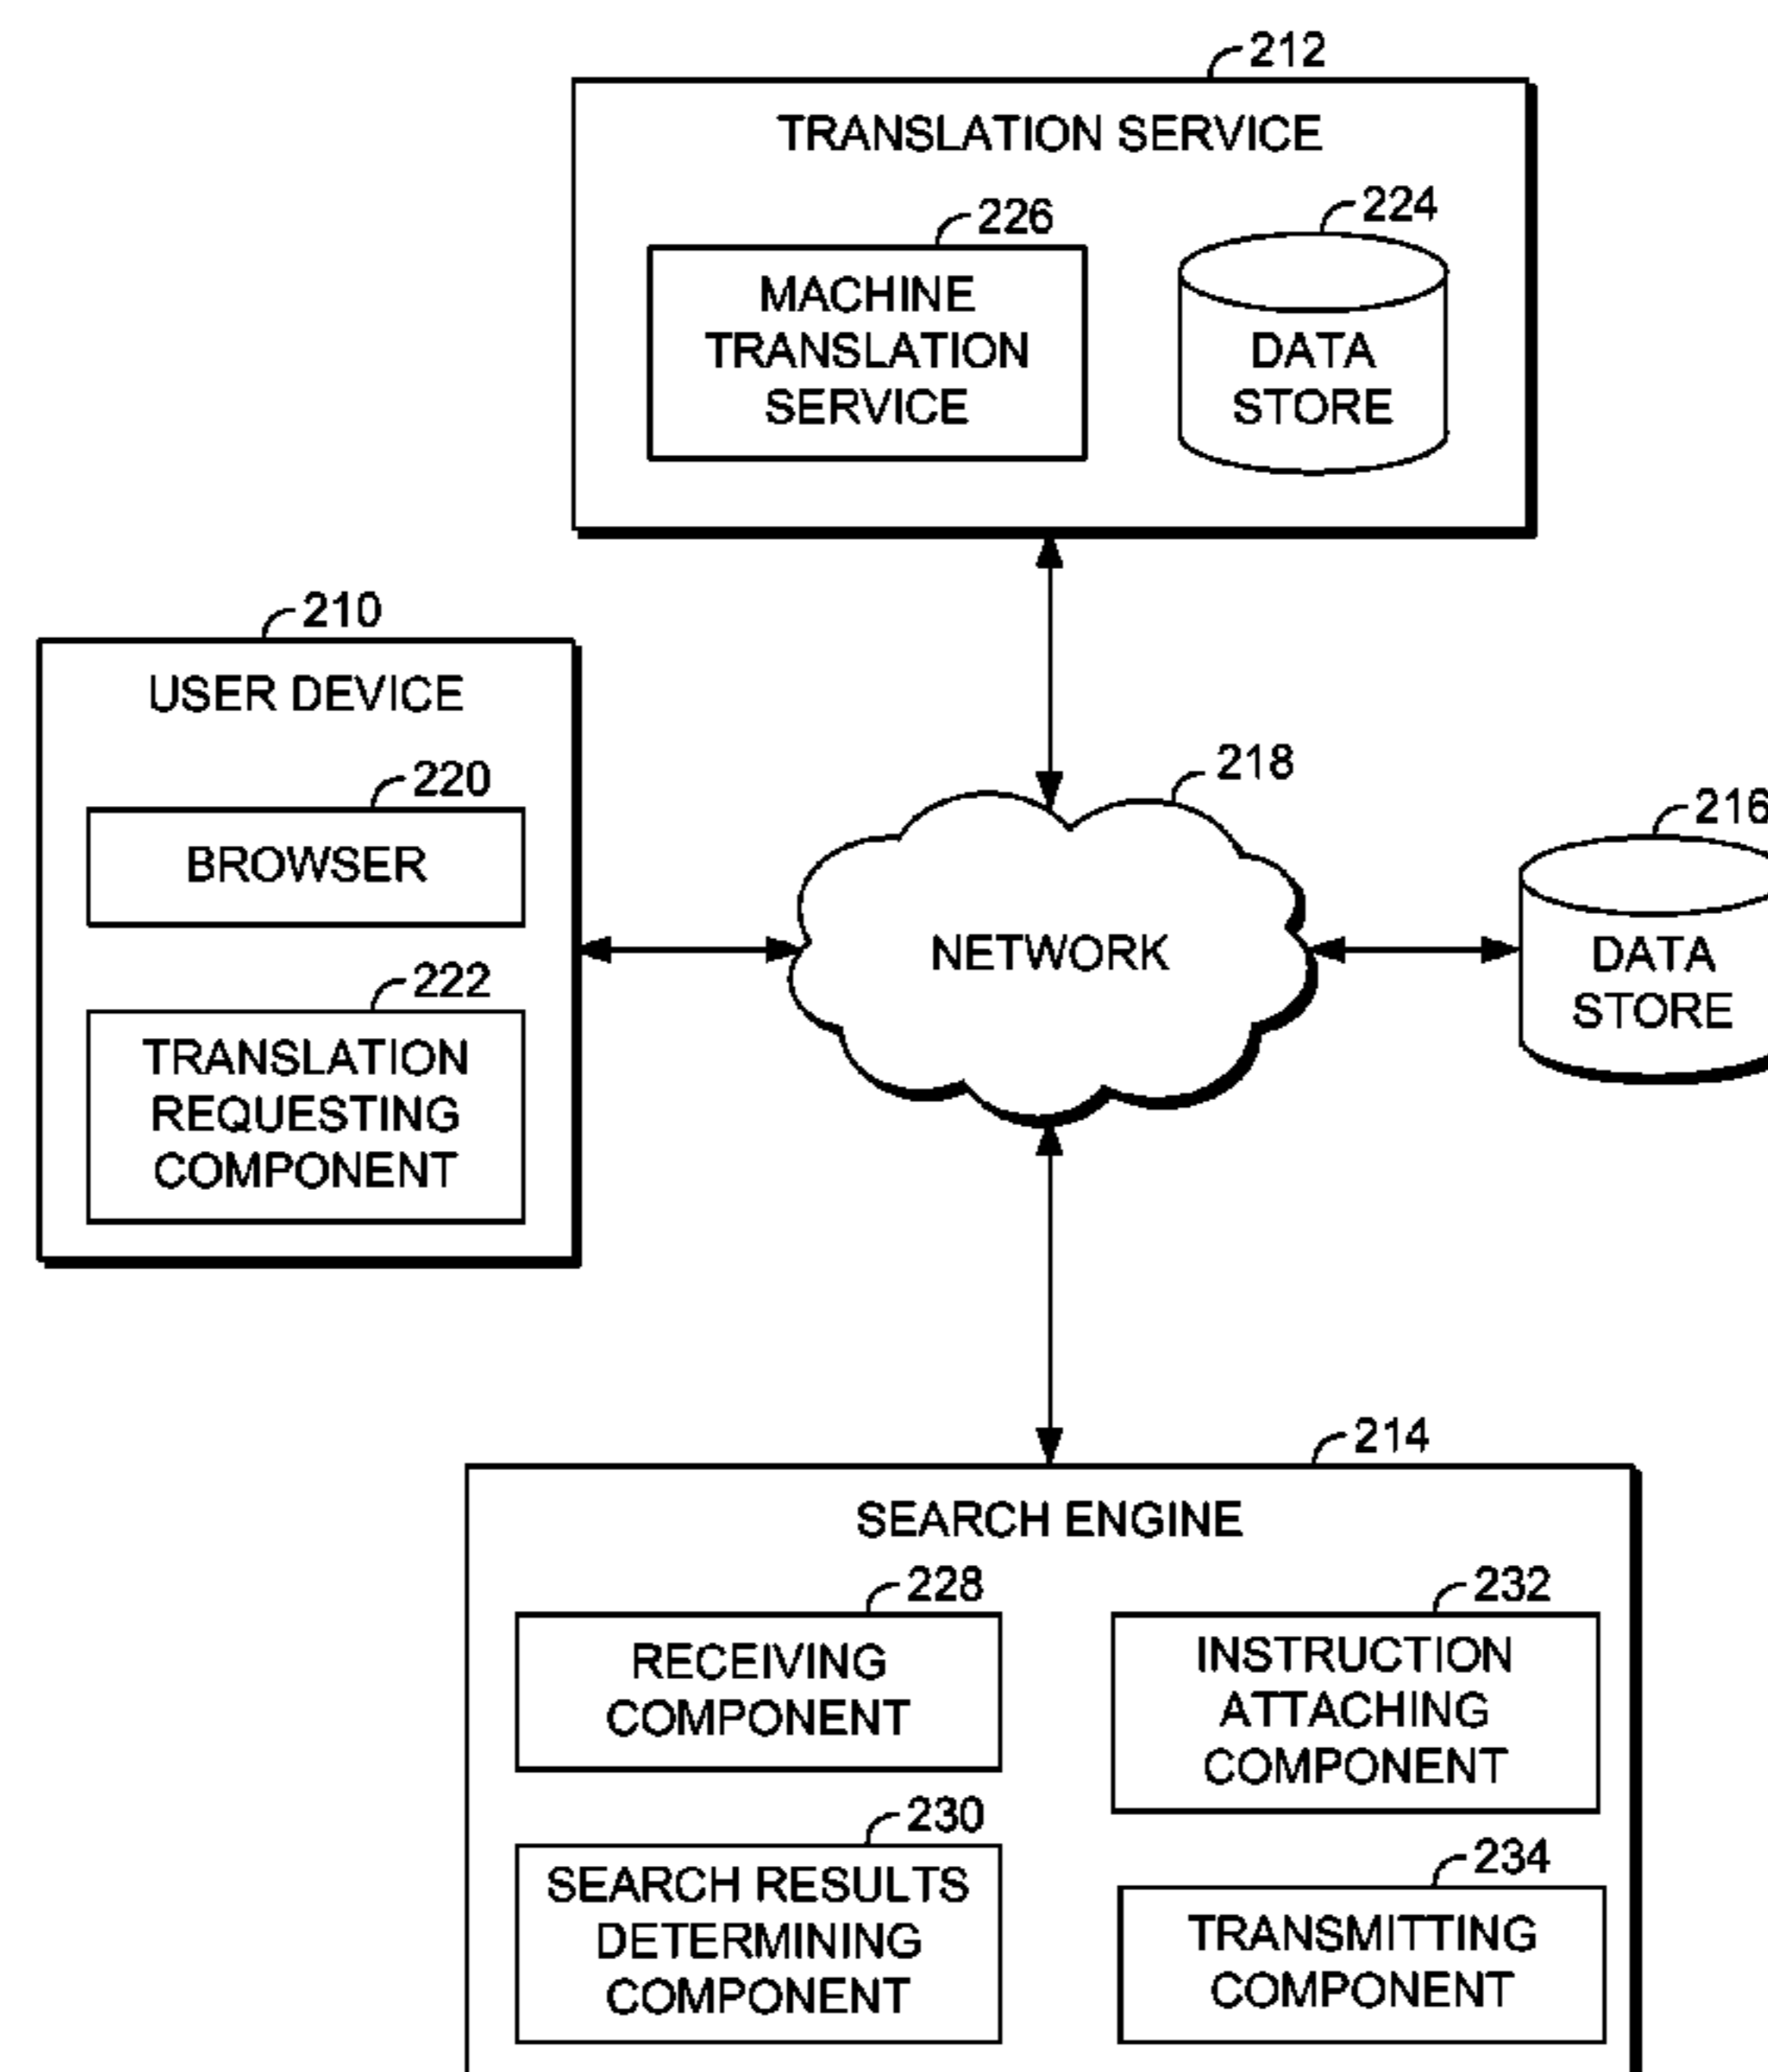 212
TRANSLATION SERVICE
226
224
MACHINE
TRANSLATION
SERVICE
DATA
STORE
210
USER DEVICE
220
BROWSER
222
TRANSLATION
REQUESTING
COMPONENT
218
NETWORK
216
DATA
STORE
214
SEARCH ENGINE
228
RECEIVING
COMPONENT
232
INSTRUCTION
ATTACHING
COMPONENT
230
SEARCH RESULTS
DETERMINING
COMPONENT
234
TRANSMITTING
COMPONENT